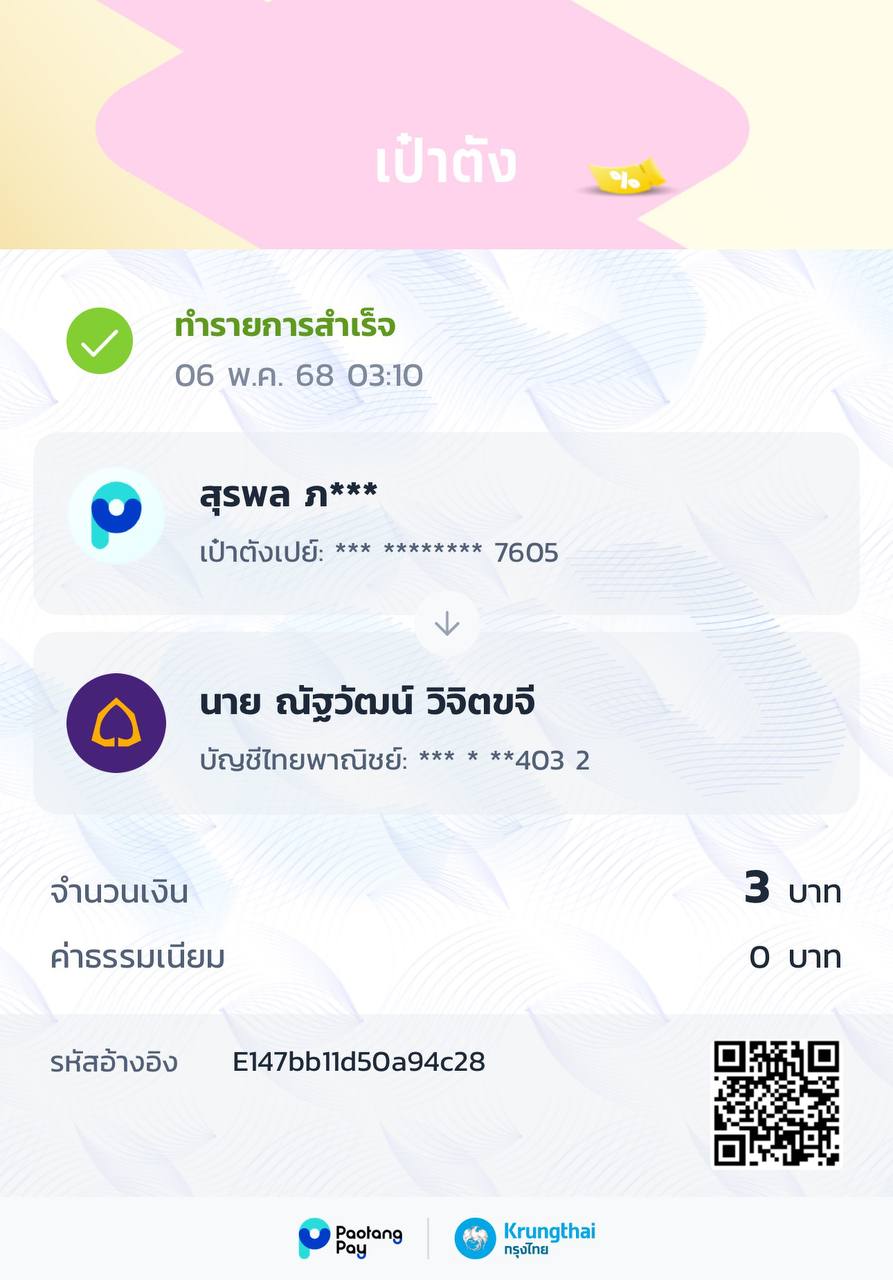 เป๋าตัง
%
ทำรายการสำเร็จ
06 พ.ค. 68 03:10
สุรพล ภ***
เป๋าตังเปย์: *** ******** 7605
นาย ณัฐวัฒน์ วิจิตขจี
บัญชีไทยพาณิชย์: *** * **403 2
จำนวนเงิน 3 บาท
ค่าธรรมเนียม 0 บาท
รหัสอ้างอิง E147bb11d50a94c28
Paotang
Pay
Krungthai
กรุงไทย